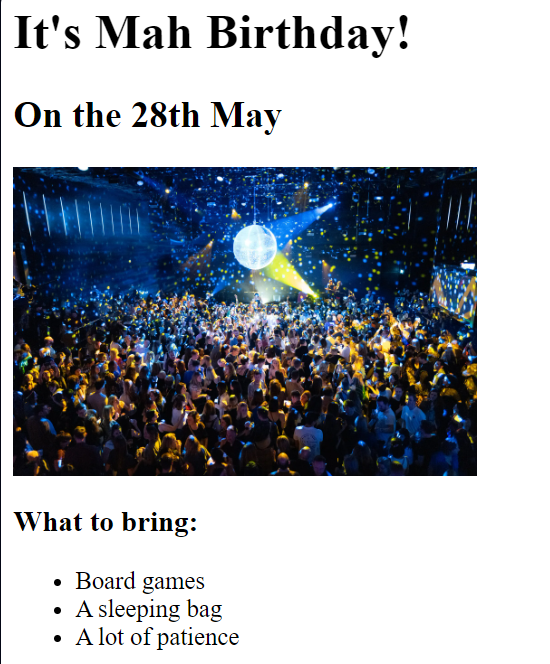 It's Mah Birthday!
On the 28th May
What to bring:
Board games
A sleeping bag
A lot of patience